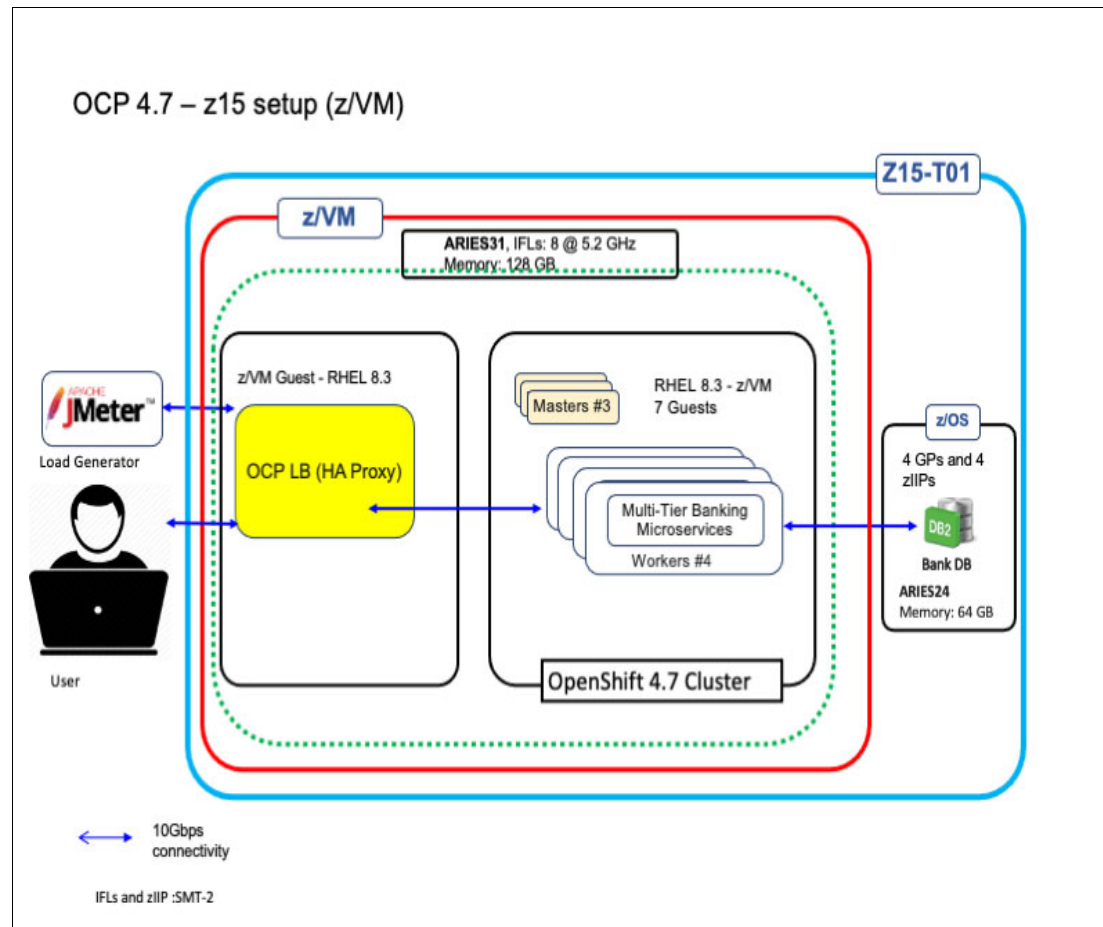 OCP 4.7 – z15 setup (z/VM)
Z15-T01
z/VM
ARIES31, IFLs: 8 @ 5.2 GHz
Memory: 128 GB
z/VM Guest - RHEL 8.3
OCP LB (HA Proxy)
Masters #3
RHEL 8.3 - z/VM
7 Guests
Multi-Tier Banking
Microservices
Workers #4
OpenShift 4.7 Cluster
APACHE
JMeter™
Load Generator
User
z/OS
4 GPs and 4
zIIPs
DB2
Bank DB
ARIES24
Memory: 64 GB
10Gbps
connectivity
IFLs and zIIP :SMT-2